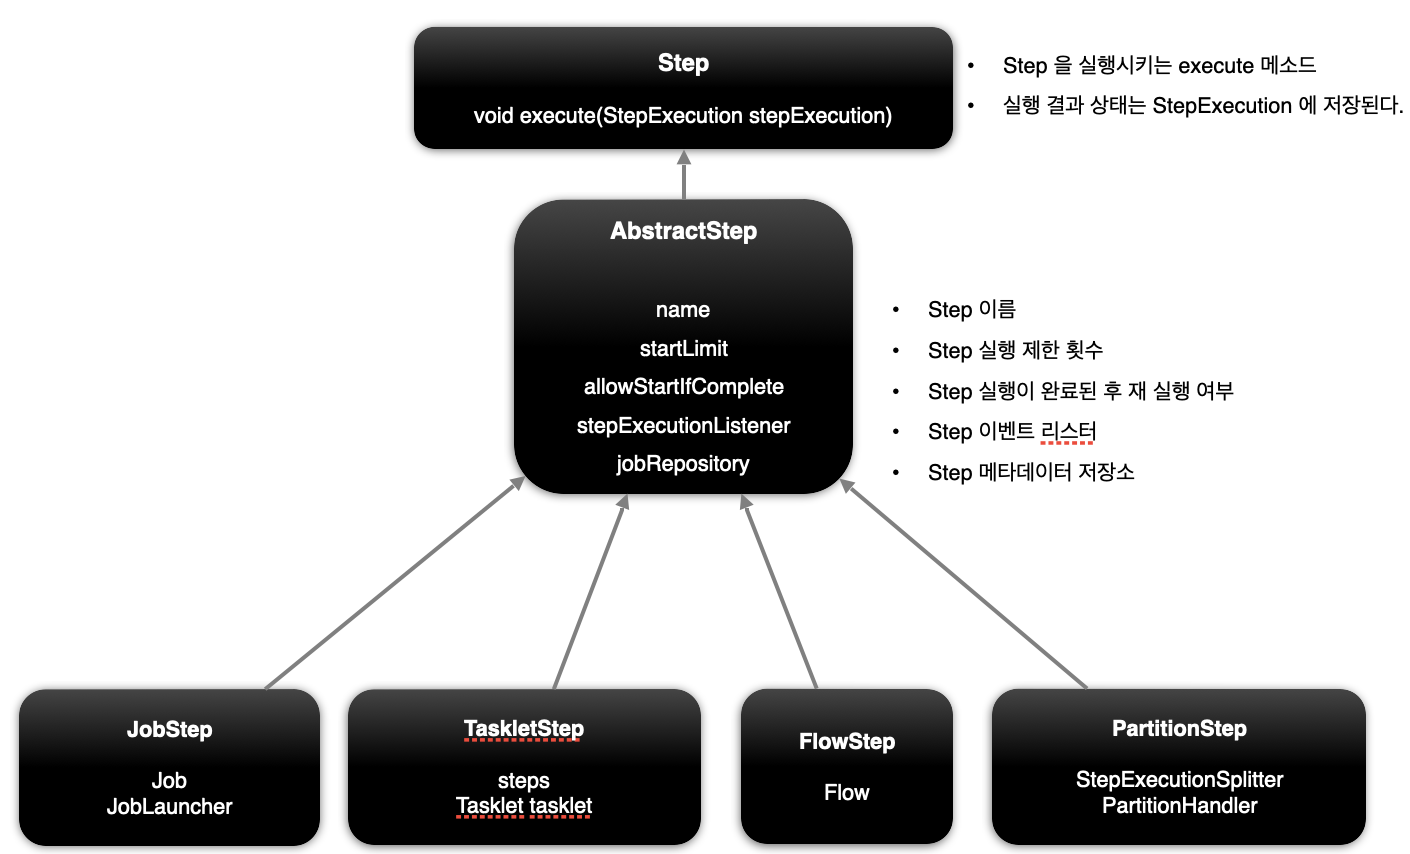 Step
void execute(StepExecution stepExecution)
• Step 을 실행시키는 execute 메소드
• 실행 결과 상태는 StepExecution 에 저장된다.
AbstractStep
name
startLimit
allowStartIfComplete
stepExecutionListener
jobRepository
• Step 이름
• Step 실행 제한 횟수
• Step 실행이 완료된 후 재 실행 여부
• Step 이벤트 리스터
• Step 메타데이터 저장소
JobStep
Job
JobLauncher
TaskletStep
steps
Tasklet tasklet
FlowStep
Flow
PartitionStep
StepExecutionSplitter
PartitionHandler